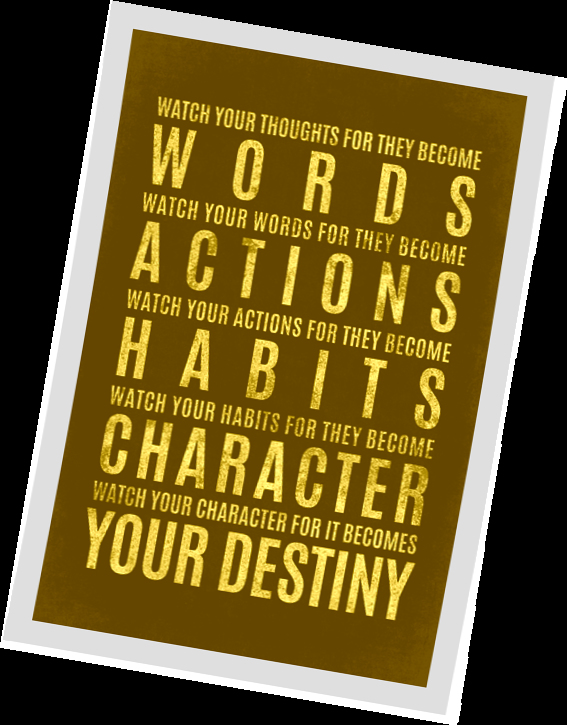 WATCH YOUR THOUGHTS FOR THEY BECOME
WORDS
WATCH YOUR WORDS FOR THEY BECOME
ACTIONS
WATCH YOUR ACTIONS FOR THEY BECOME
HABITS
WATCH YOUR HABITS FOR THEY BECOME
CHARACTER
WATCH YOUR CHARACTER FOR IT BECOMES
YOUR DESTINY